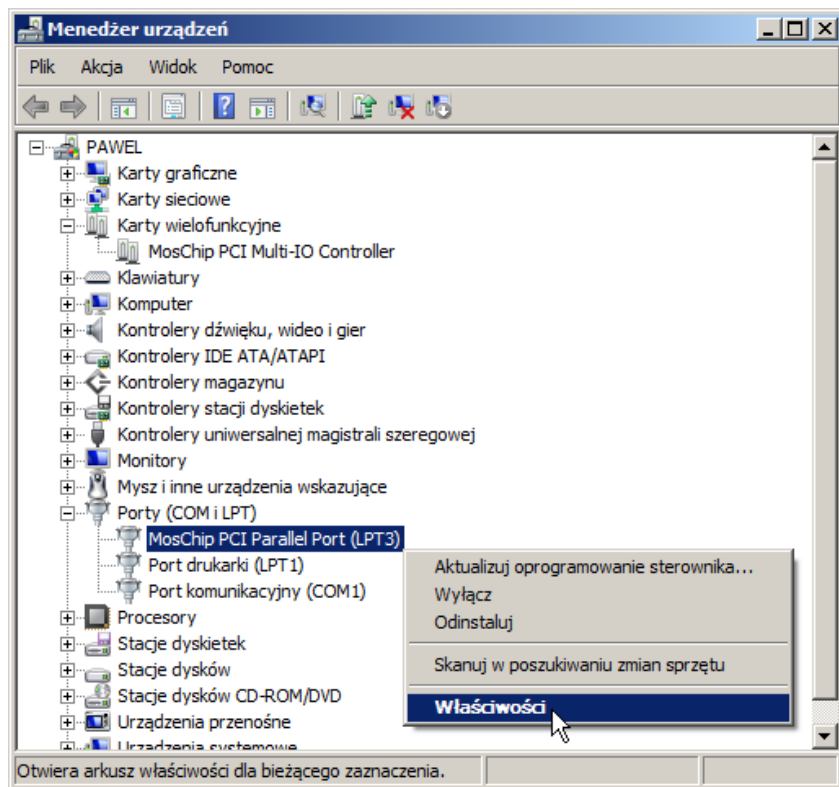 Menedżer urządzeń
Plik Akcja Widok Pomoc
PAWEL
Karty graficzne
Karty sieciowe
Karty wielofunkcyjne
MosChip PCI Multi-IO Controller
Klawiatury
Komputer
Kontrolery dźwięku, wideo i gier
Kontrolery IDE ATA/ATAPI
Kontrolery magazynu
Kontrolery stacji dyskietek
Kontrolery uniwersalnej magistrali szeregowej
Monitory
Mysz i inne urządzenia wskazujące
Porty (COM i LPT)
MosChip PCI Parallel Port (LPT3)
Port drukarki (LPT1)
Port komunikacyjny (COM1)
Procesory
Stacje dyskietek
Stacje dysków
Stacje dysków CD-ROM/DVD
Urządzenia przenośne
Urządzenia systemowe
Aktualizuj oprogramowanie sterownika...
Wyłącz
Odinstaluj
Skanuj w poszukiwaniu zmian sprzętu
Właściwości
Otwiera arkusz właściwości dla bieżącego zaznaczenia.